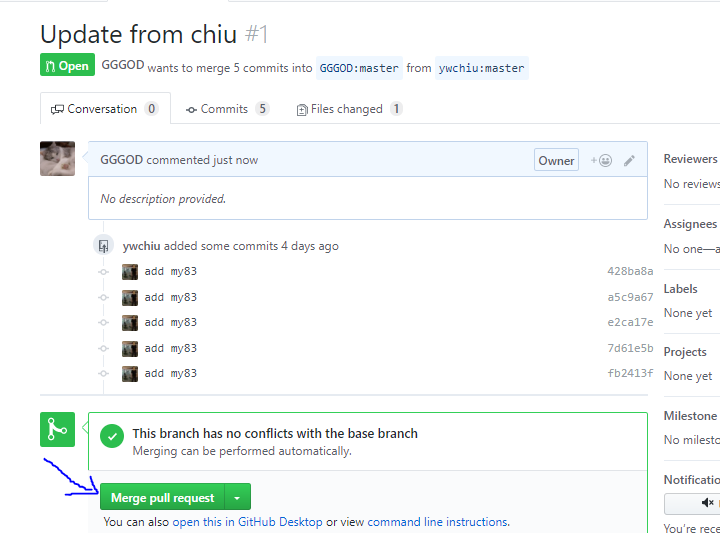 Update from chiu #1
Open GGGOD wants to merge 5 commits into GGGOD:master from ywchiu:master
Conversation 0 Commits 5 Files changed 1
GGGOD commented just now Owner
No description provided.
ywchiu added some commits 4 days ago
add my83 428ba8a
add my83 a5c9a67
add my83 e2ca17e
add my83 7d61e5b
add my83 fb2413f
This branch has no conflicts with the base branch
Merging can be performed automatically.
Merge pull request
You can also open this in GitHub Desktop or view command line instructions.
Reviewers
No reviews
Assignees
No one—a
Labels
None yet
Projects
None yet
Milestone
No milesto
Notificatio
You're rece